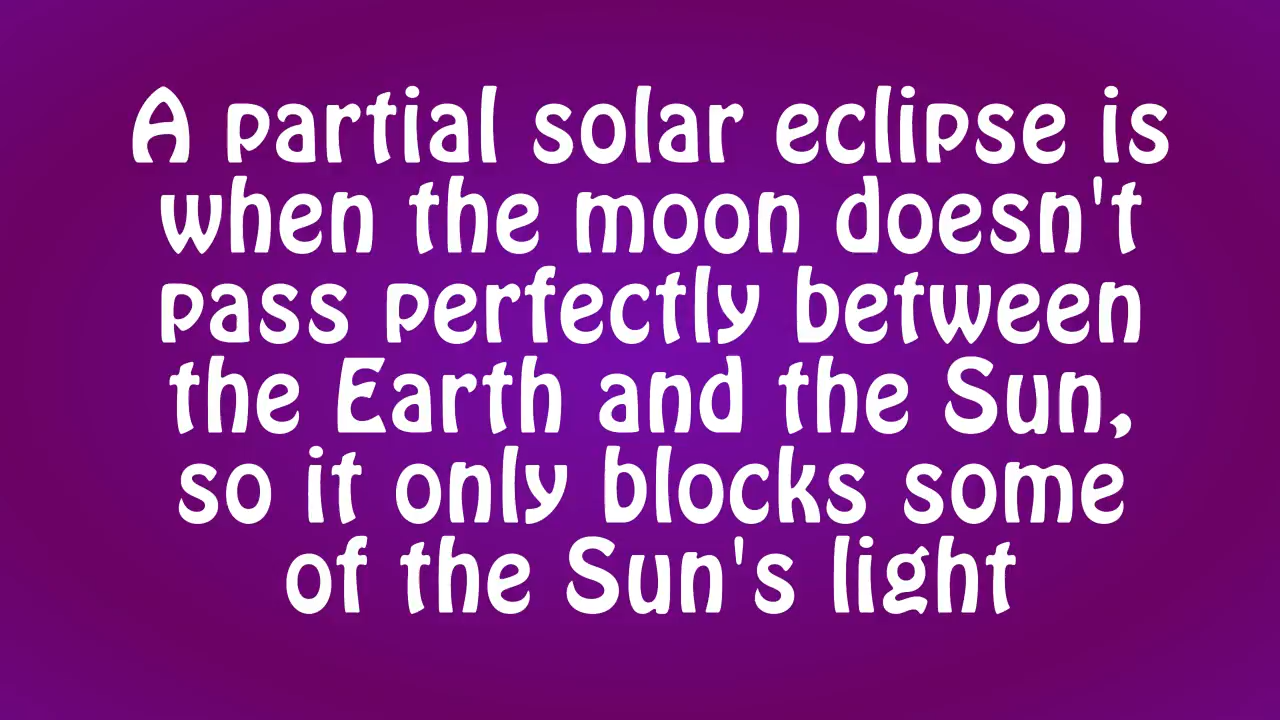 A partial solar eclipse is
when the moon doesn't
pass perfectly between
the Earth and the Sun,
so it only blocks some
of the Sun's light